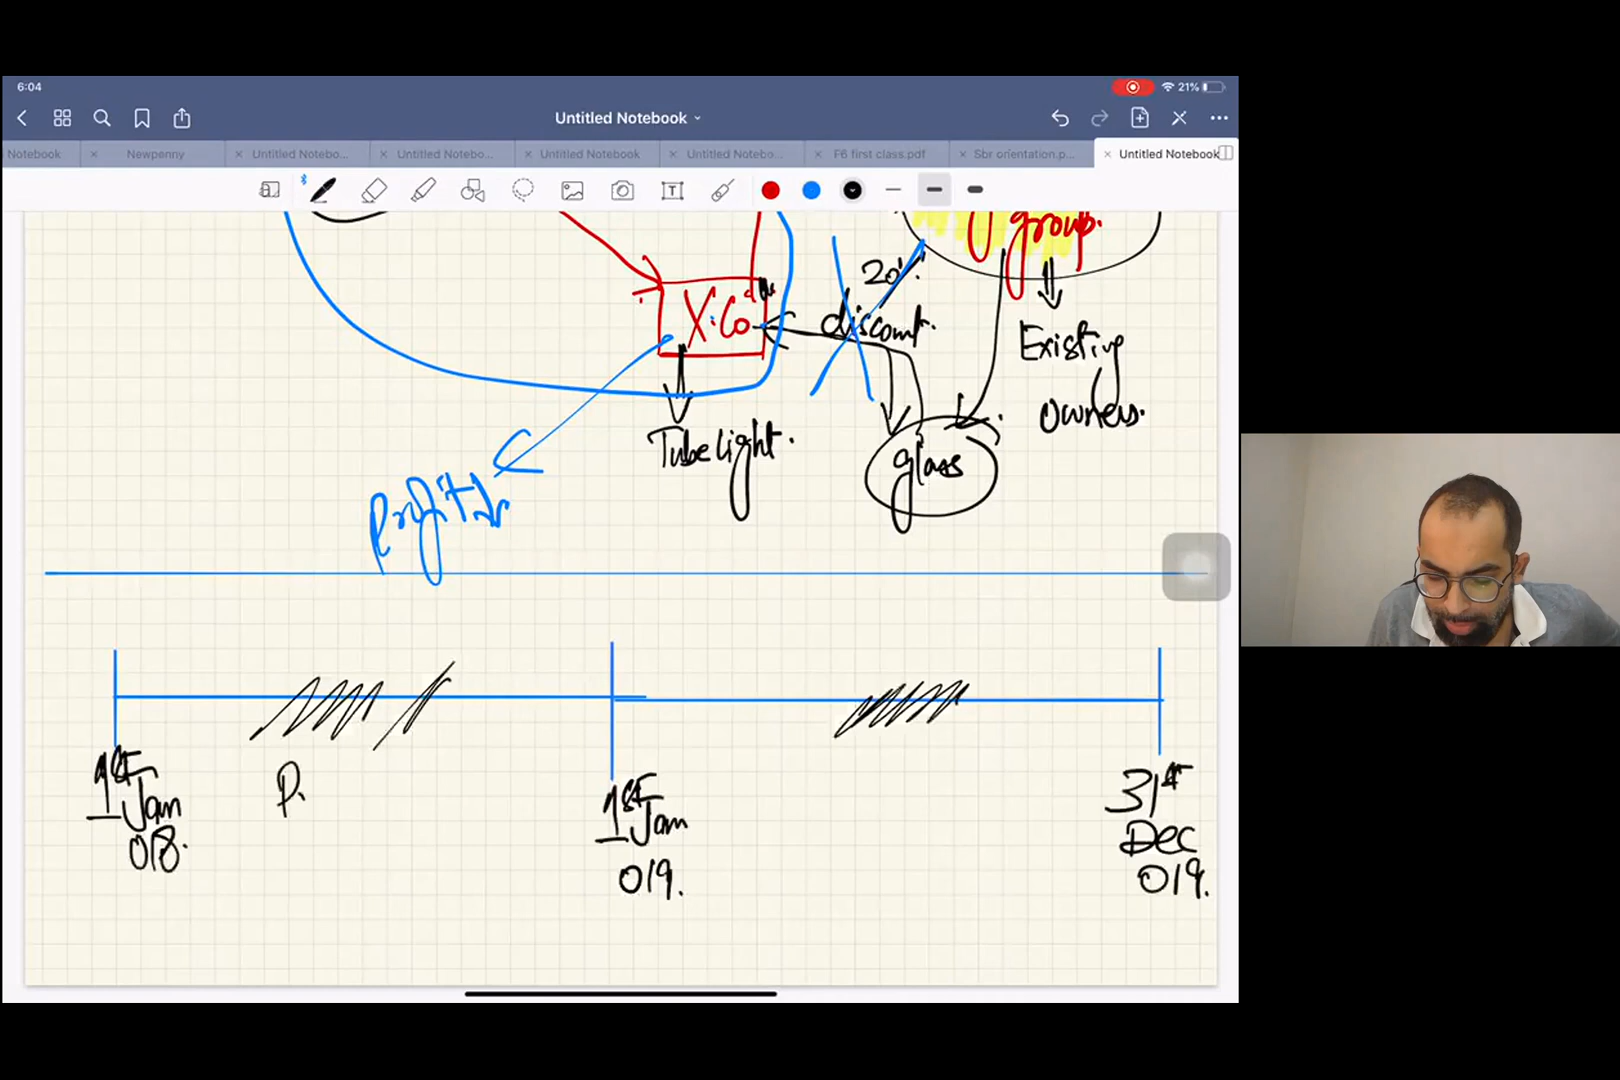 6:04
21%
Untitled Notebook
Notebook
Newpenny
Untitled Notebo...
Untitled Notebo...
Untitled Notebook
Untitled Notebo...
F6 first class.pdf
Sbr orientation.p...
Untitled Notebook
T
group.
20%
X.Co
discount.
Existing
owners.
Tubelight.
glass
profit↓
1st
Jan
018.
P.
1st
Jan
019.
31st
Dec
019.